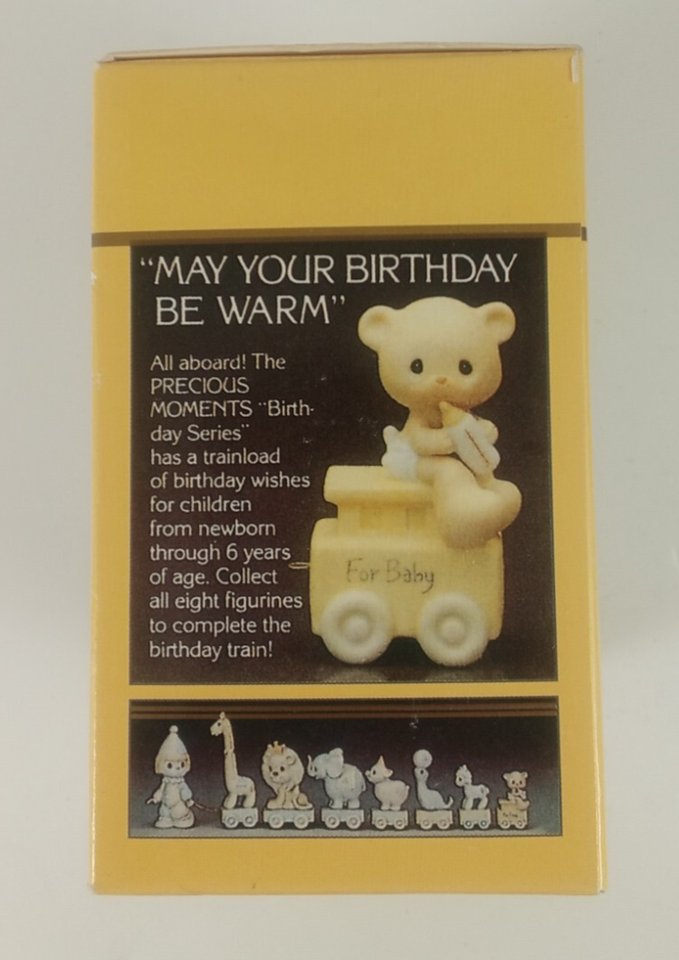 “MAY YOUR BIRTHDAY
BE WARM”
All aboard! The
PRECIOUS
MOMENTS “Birth-
day Series”
has a trainload
of birthday wishes
for children
from newborn
through 6 years
of age. Collect
all eight figurines
to complete the
birthday train!
For Baby